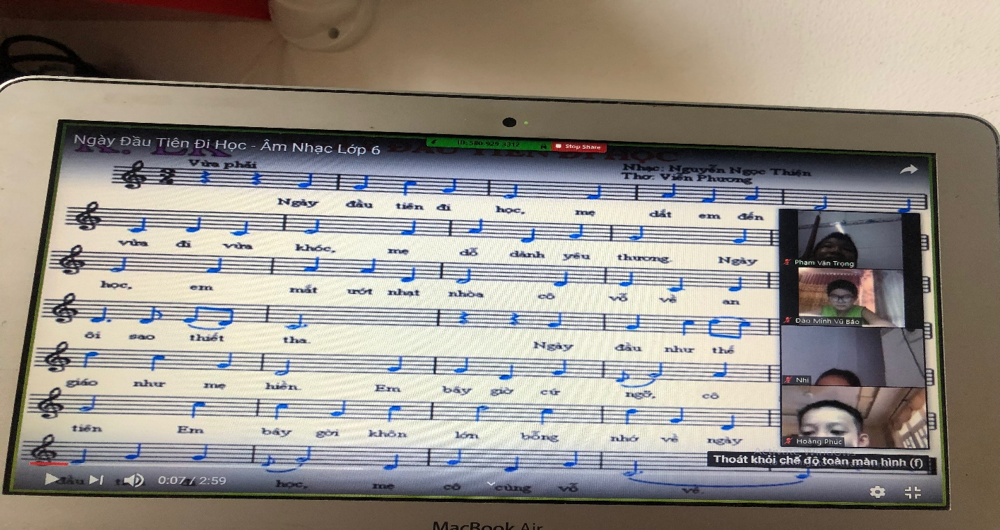 Ngày Đầu Tiên Đi Học - Âm Nhạc Lớp 6
ID: 580-929-3312
Stop Share
ĐI HỌC
Vừa phải
Nhạc: Nguyễn Ngọc Thiện
Thơ: Viễn Phương
Ngày đầu tiên đi học, mẹ dắt em đến
vừa đi vừa khóc, mẹ dỗ dành yêu thương Ngày
Phạm Văn Trọng
học, em mắt ướt nhạt nhòa cô vỗ về an
Đào Minh Vũ Bảo
ôi sao thiết tha. Ngày đầu như thế
Nhi
giáo như mẹ hiền. Em bây giờ cứ ngỡ, cô
tiên Em bây gời khôn lớn bỗng nhớ về ngày
Hoàng Phúc
Thoát khỏi chế độ toàn màn hình (f)
0:07 / 2:59
đầu học, mẹ cô cùng vỗ về.
MacBook Air